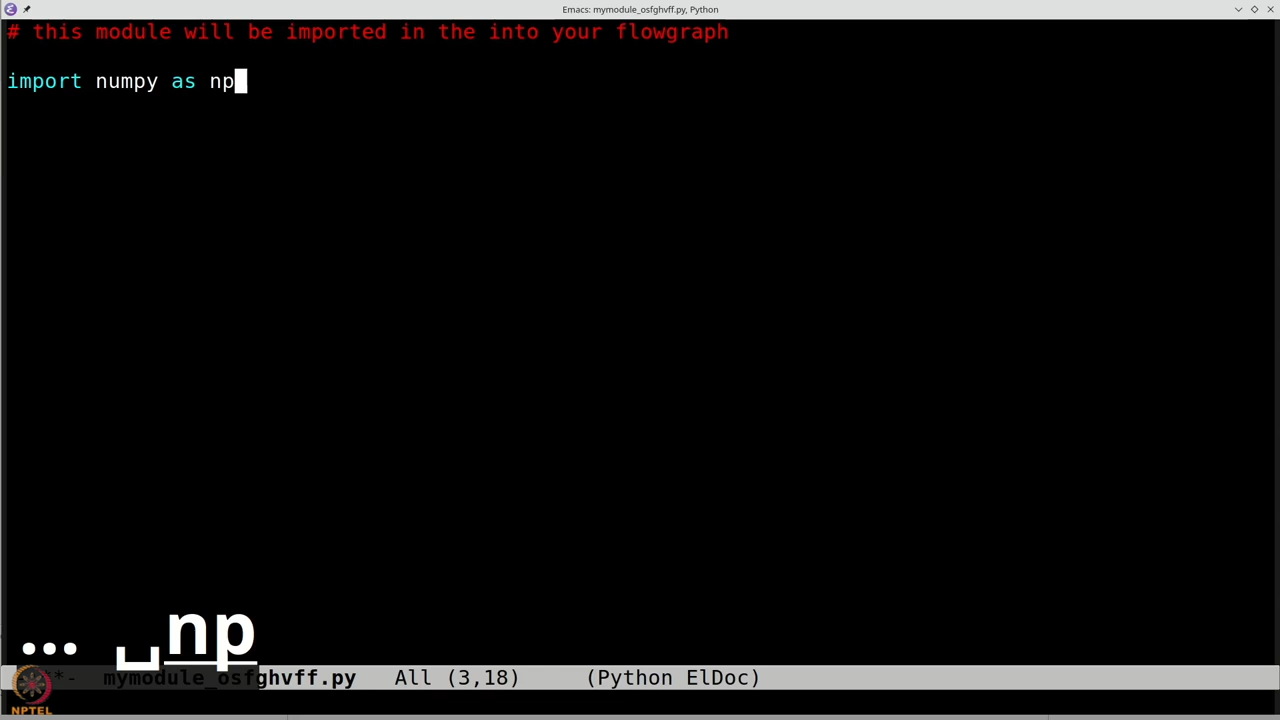 Emacs: mymodule_osfghvff.py, Python
# this module will be imported in the into your flowgraph
import numpy as np
... ␣np
*- mymodule_osfghvff.py All (3,18) (Python ElDoc)
NPTEL